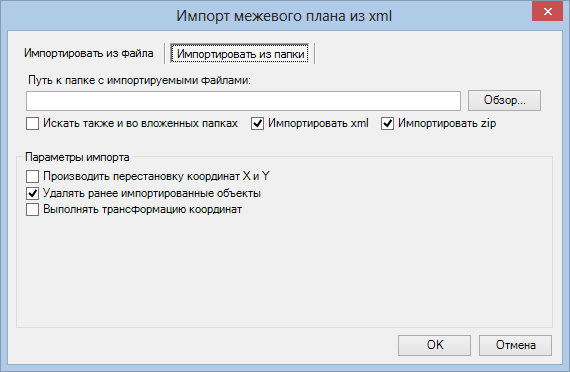 Импорт межевого плана из xml
Импортировать из файла Импортировать из папки
Путь к папке с импортируемыми файлами:
Обзор...
Искать также и во вложенных папках Импортировать xml Импортировать zip
Параметры импорта
Производить перестановку координат X и Y
Удалять ранее импортированные объекты
Выполнять трансформацию координат
OK Отмена